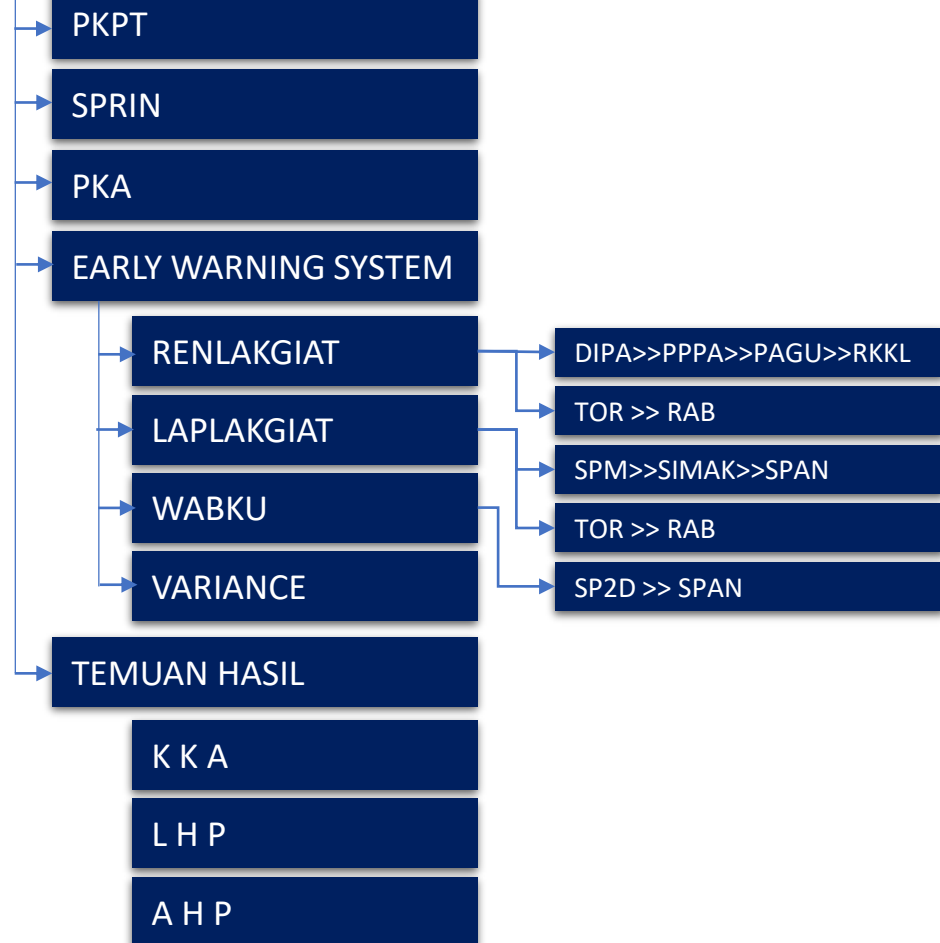 PKPT
SPRIN
PKA
EARLY WARNING SYSTEM
RENLAKGIAT
DIPA>>PPPA>>PAGU>>RKKL
TOR >> RAB
LAPLAKGIAT
SPM>>SIMAK>>SPAN
TOR >> RAB
WABKU
SP2D >> SPAN
VARIANCE
TEMUAN HASIL
K K A
L H P
A H P